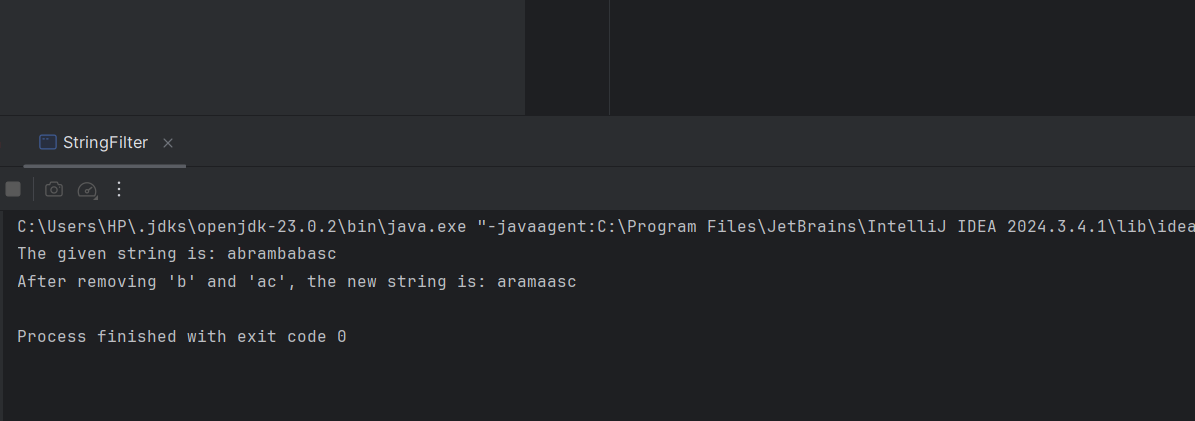 StringFilter
C:\Users\HP\.jdks\openjdk-23.0.2\bin\java.exe "-javaagent:C:\Program Files\JetBrains\IntelliJ IDEA 2024.3.4.1\lib\idea
The given string is: abrambabasc
After removing 'b' and 'ac', the new string is: aramaasc
Process finished with exit code 0